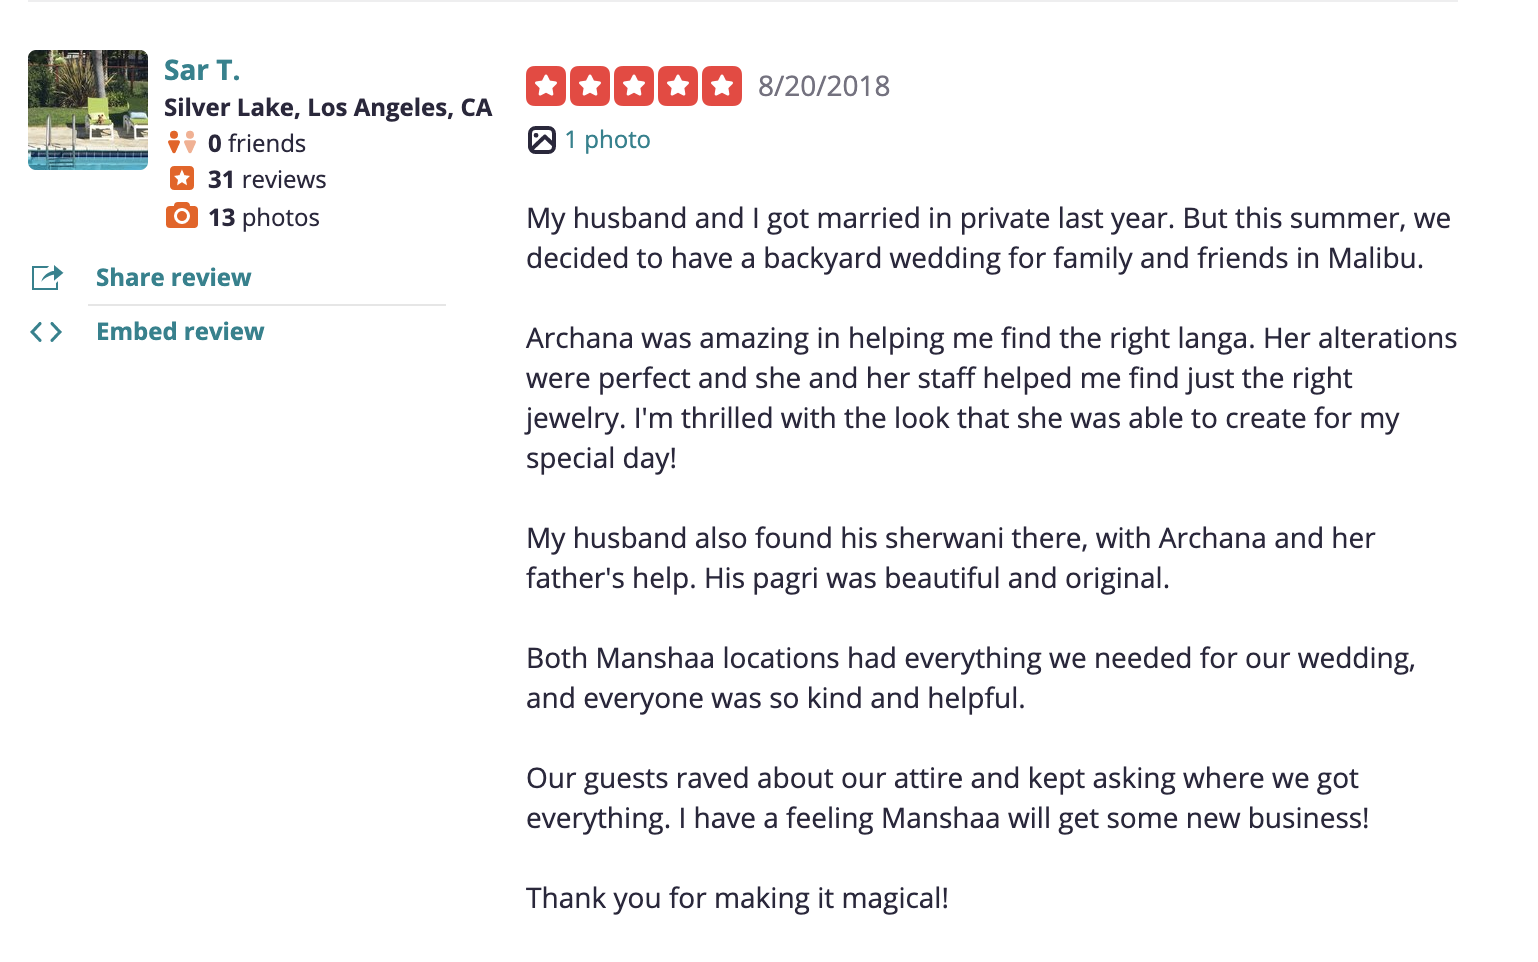 Sar T.
Silver Lake, Los Angeles, CA
0 friends
31 reviews
13 photos
Share review
Embed review
8/20/2018
1 photo
My husband and I got married in private last year. But this summer, we
decided to have a backyard wedding for family and friends in Malibu.
Archana was amazing in helping me find the right langa. Her alterations
were perfect and she and her staff helped me find just the right
jewelry. I'm thrilled with the look that she was able to create for my
special day!
My husband also found his sherwani there, with Archana and her
father's help. His pagri was beautiful and original.
Both Manshaa locations had everything we needed for our wedding,
and everyone was so kind and helpful.
Our guests raved about our attire and kept asking where we got
everything. I have a feeling Manshaa will get some new business!
Thank you for making it magical!